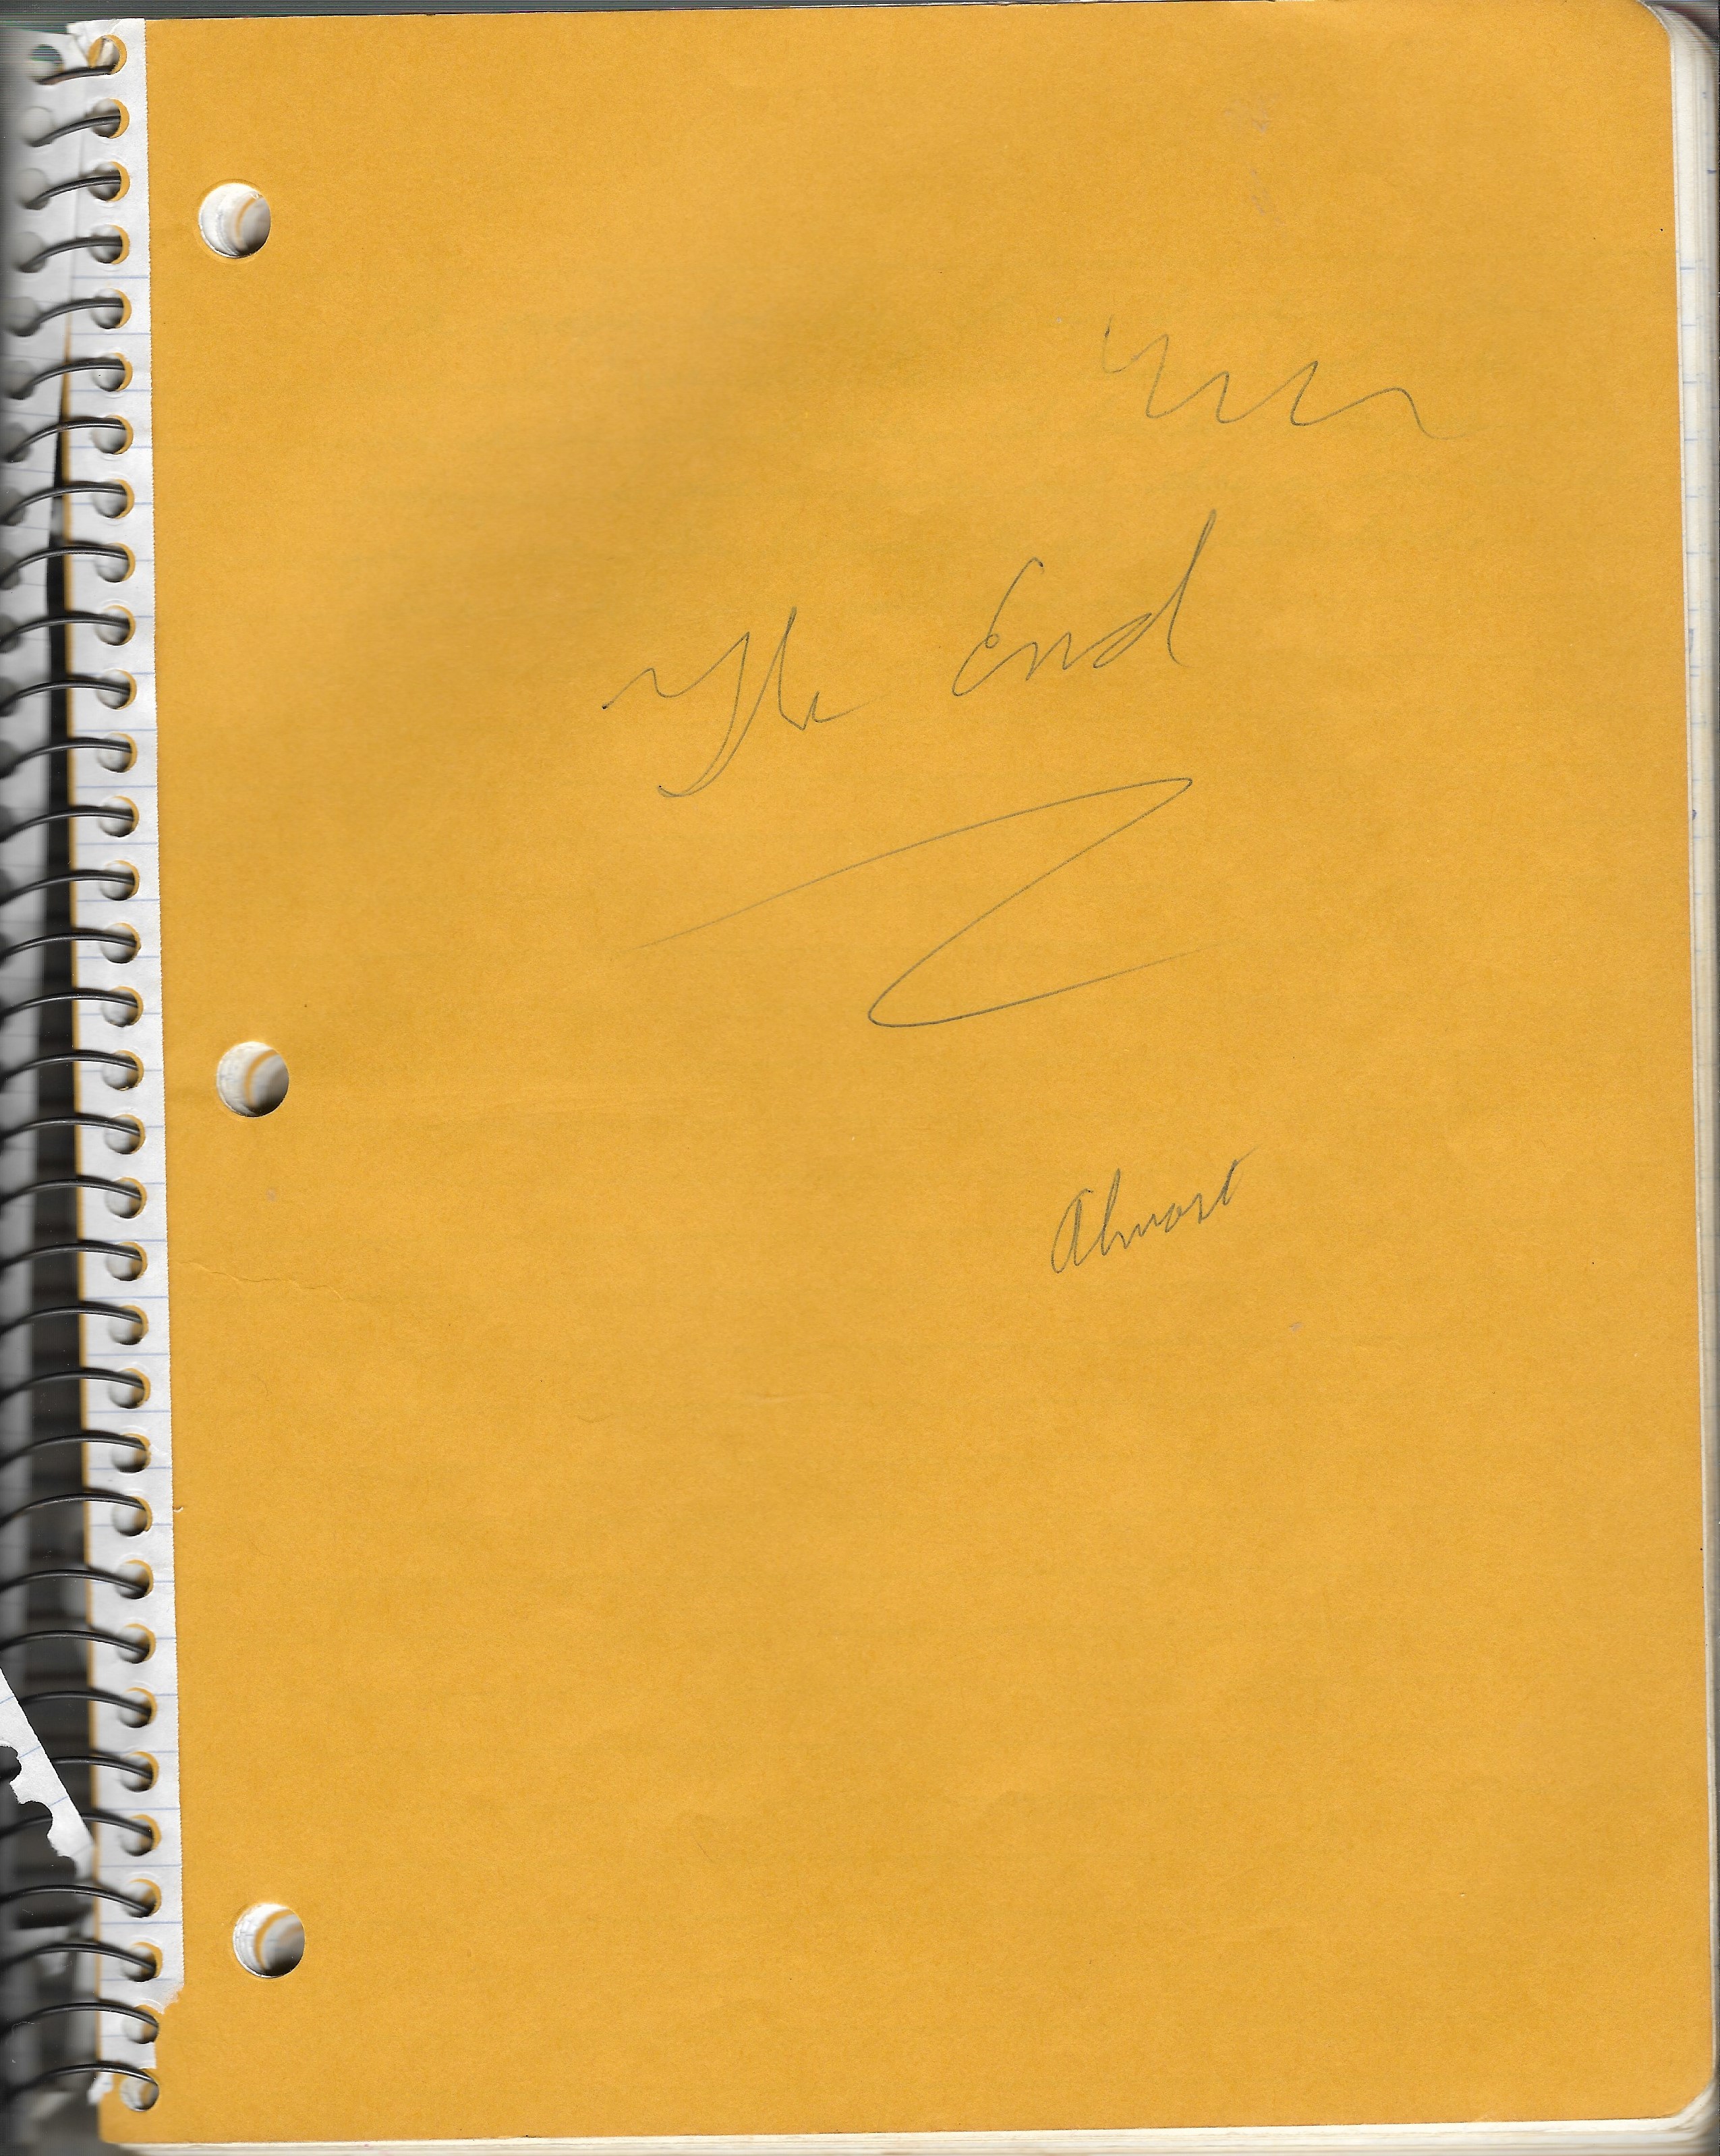 The End
Almost